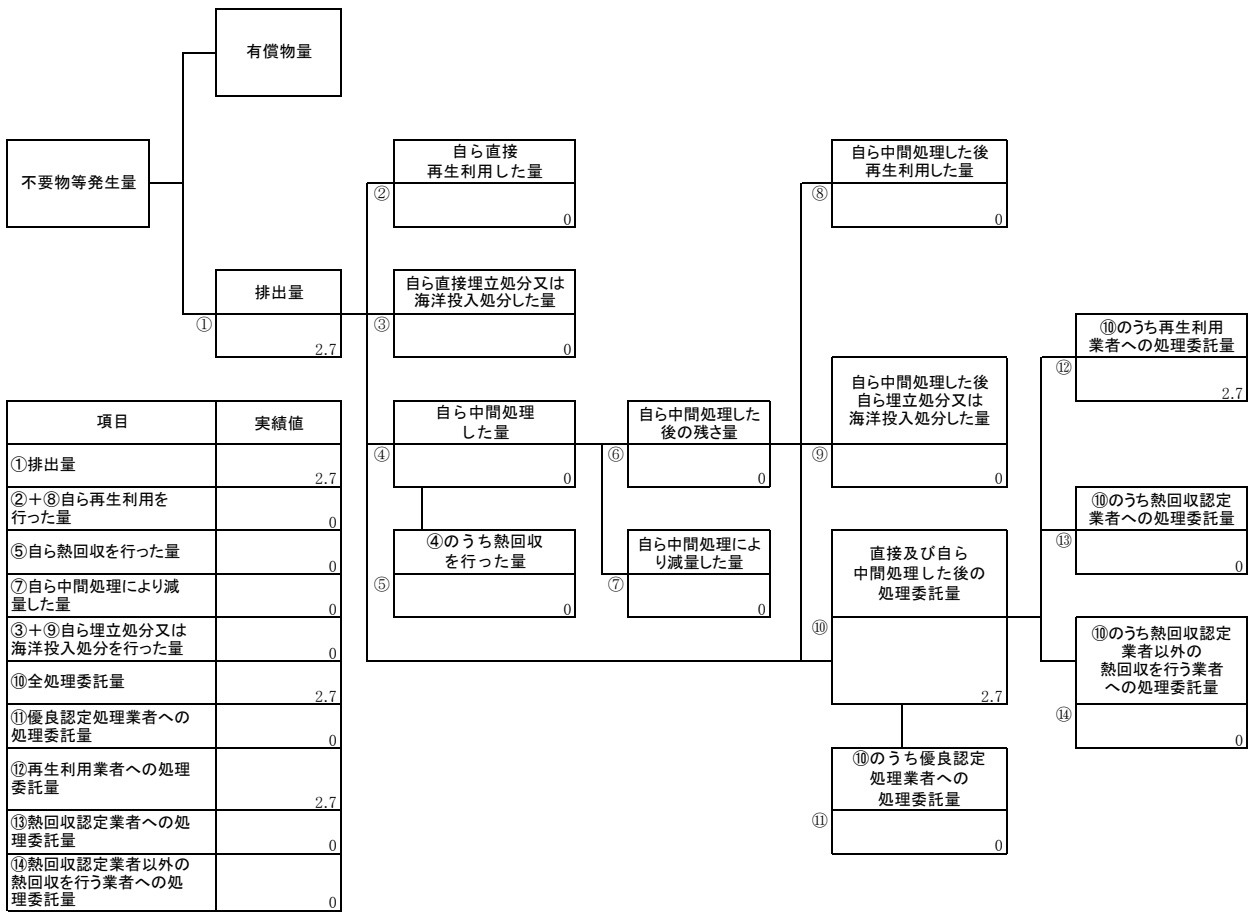 有償物量
不要物等発生量
排出量
①
2.7
自ら直接
再生利用した量
②
0
自ら直接埋立処分又は
海洋投入処分した量
③
0
自ら中間処理
した量
④
0
④のうち熱回収
を行った量
⑤
0
自ら中間処理した
後の残さ量
⑥
0
自ら中間処理によ
り減量した量
⑦
0
自ら中間処理した後
再生利用した量
⑧
0
自ら中間処理した後
自ら埋立処分又は
海洋投入処分した量
⑨
0
直接及び自ら
中間処理した後の
処理委託量
⑩
2.7
⑩のうち優良認定
処理業者への
処理委託量
⑪
0
⑩のうち再生利用
業者への処理委託量
⑫
2.7
⑩のうち熱回収認定
業者への処理委託量
⑬
0
⑩のうち熱回収認定
業者以外の
熱回収を行う業者
への処理委託量
⑭
0
項目 実績値
①排出量
2.7
②＋⑧自ら再生利用を
行った量
0
⑤自ら熱回収を行った量
0
⑦自ら中間処理により減
量した量
0
③＋⑨自ら埋立処分又は
海洋投入処分を行った量
0
⑩全処理委託量
2.7
⑪優良認定処理業者への
処理委託量
0
⑫再生利用業者への処理
委託量
2.7
⑬熱回収認定業者への処
理委託量
0
⑭熱回収認定業者以外の
熱回収を行う業者への処
理委託量
0